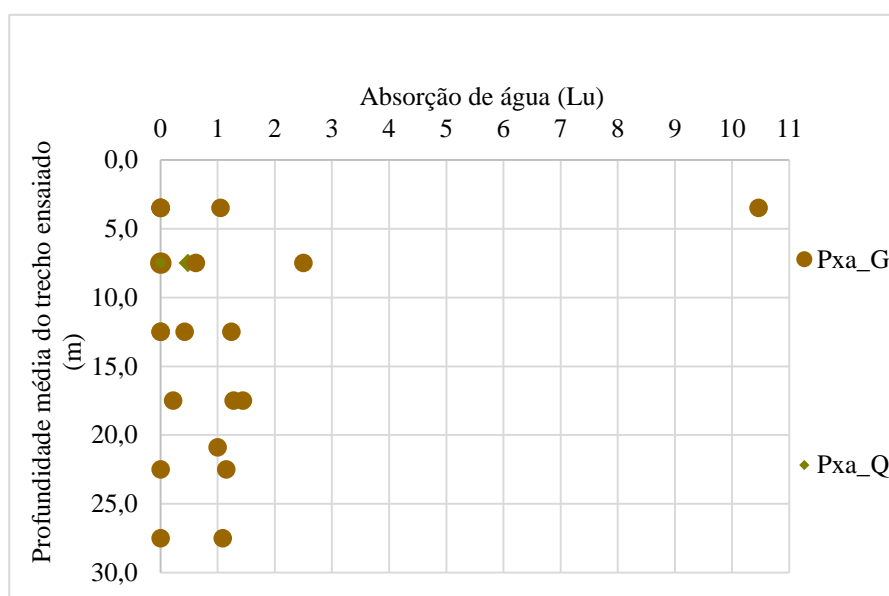 Absorção de água (Lu)
0 1 2 3 4 5 6 7 8 9 10 11
Profundidade média do trecho ensaiado
(m)
0,0
5,0
10,0
15,0
20,0
25,0
30,0
Pxa_G
Pxa_Q